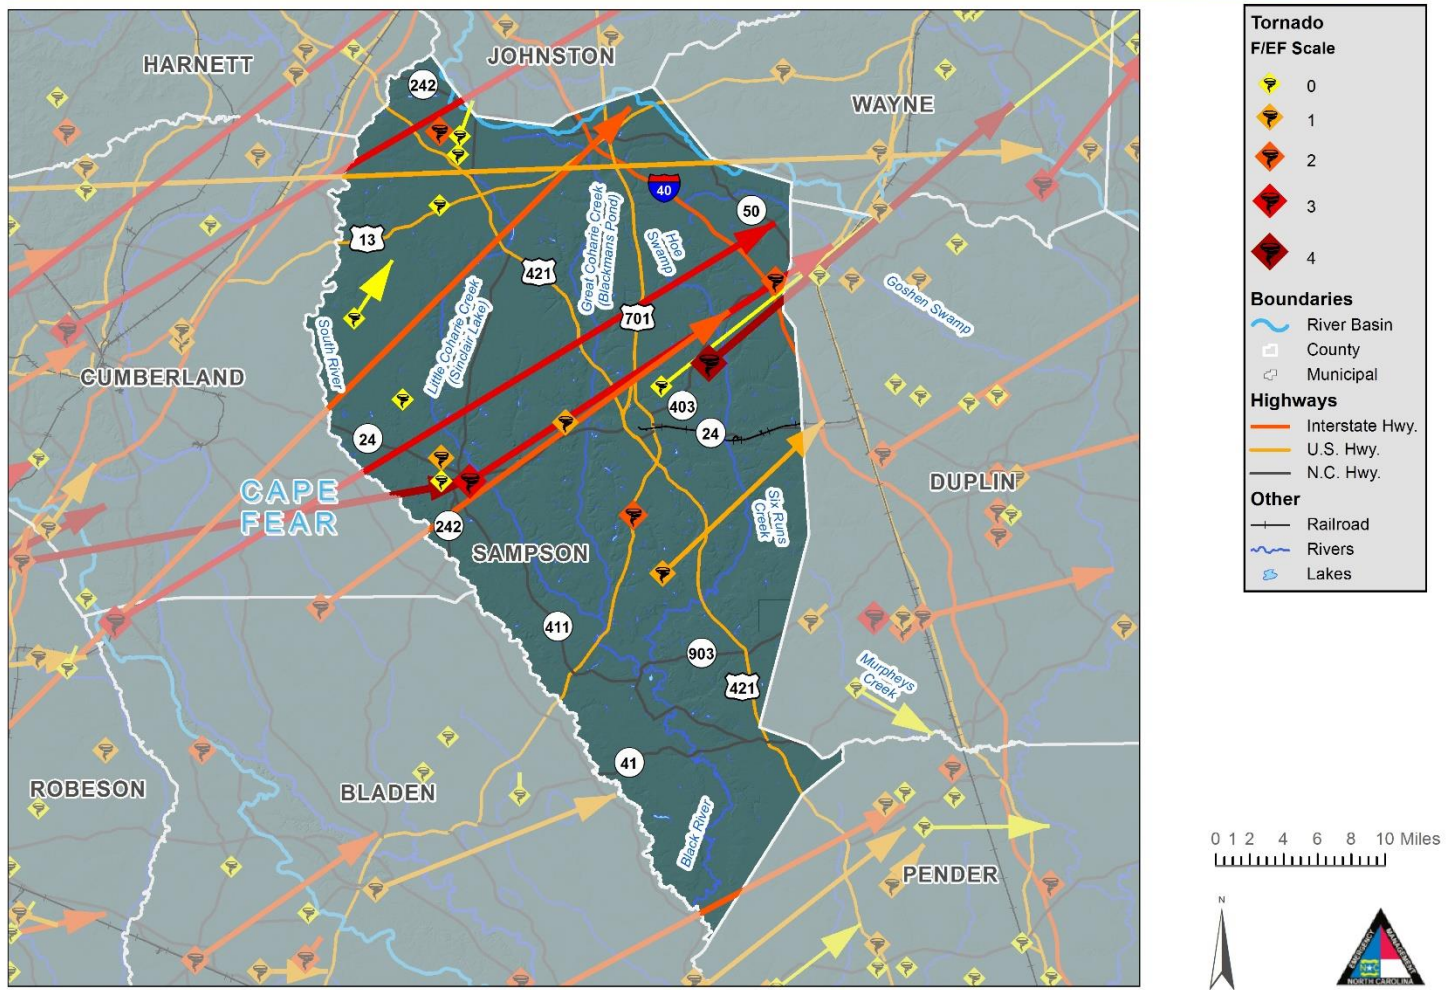 HARNETT
JOHNSTON
WAYNE
242
40
50
13
421
Great Coharie Creek
(Blackmans Pond)
Hoe
Swamp
Goshen Swamp
701
South River
Little Coharie Creek
(Sinclair Lake)
CUMBERLAND
403
24
24
CAPE
FEAR
DUPLIN
242
SAMPSON
Six Runs
Creek
411
903
421
Murpheys
Creek
41
ROBESON
BLADEN
Black River
PENDER
Tornado
F/EF Scale
0
1
2
3
4
Boundaries
River Basin
County
Municipal
Highways
Interstate Hwy.
U.S. Hwy.
N.C. Hwy.
Other
Railroad
Rivers
Lakes
0 1 2 4 6 8 10 Miles
N
EMERGENCY
MANAGEMENT
NORTH CAROLINA